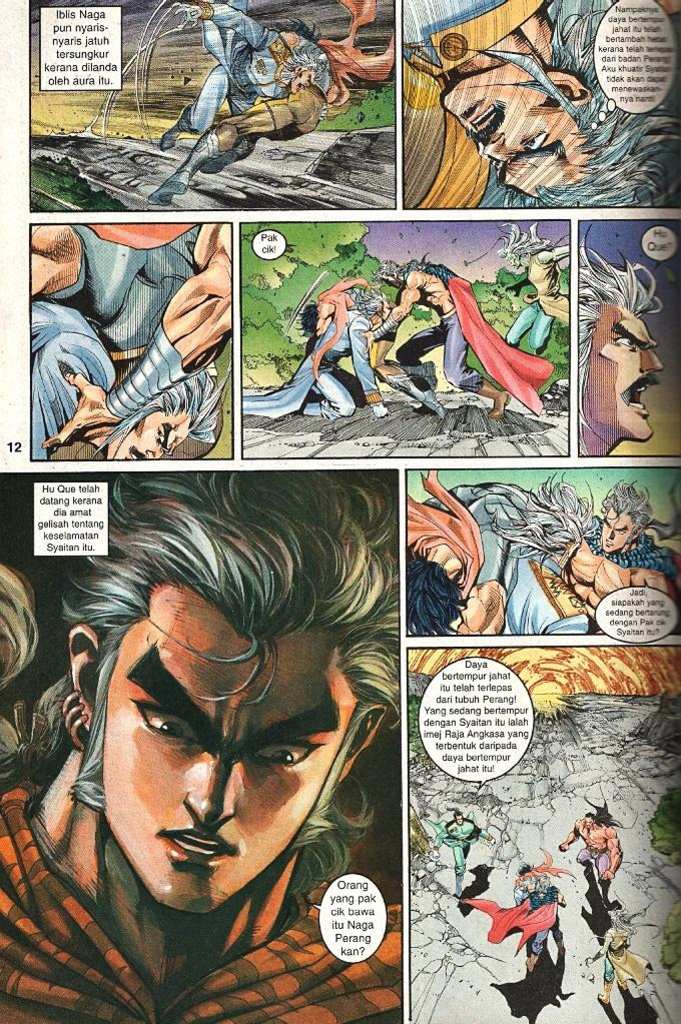 Iblis Naga
pun nyaris-
nyaris jatuh
tersungkur
kerana dilanda
oleh aura itu.
Nampaknya
daya bertempur
jahat itu telah
bertambah hebat
kerana telah terlepas
dari badan Perang!
Aku khuatir Syaitan
tidak akan dapat
menewaskan-
nya nanti!
Pak
cik!
Hu
Que?
12
Hu Que telah
datang kerana
dia amat
gelisah tentang
keselamatan
Syaitan itu.
Orang
yang pak
cik bawa
itu Naga
Perang
kan?
Jadi,
siapakah yang
sedang bertarung
dengan Pak cik
Syaitan itu?
Daya
bertempur jahat
itu telah terlepas
dari tubuh Perang!
Yang sedang bertempur
dengan Syaitan itu ialah
imej Raja Angkasa yang
terbentuk daripada
daya bertempur
jahat itu!